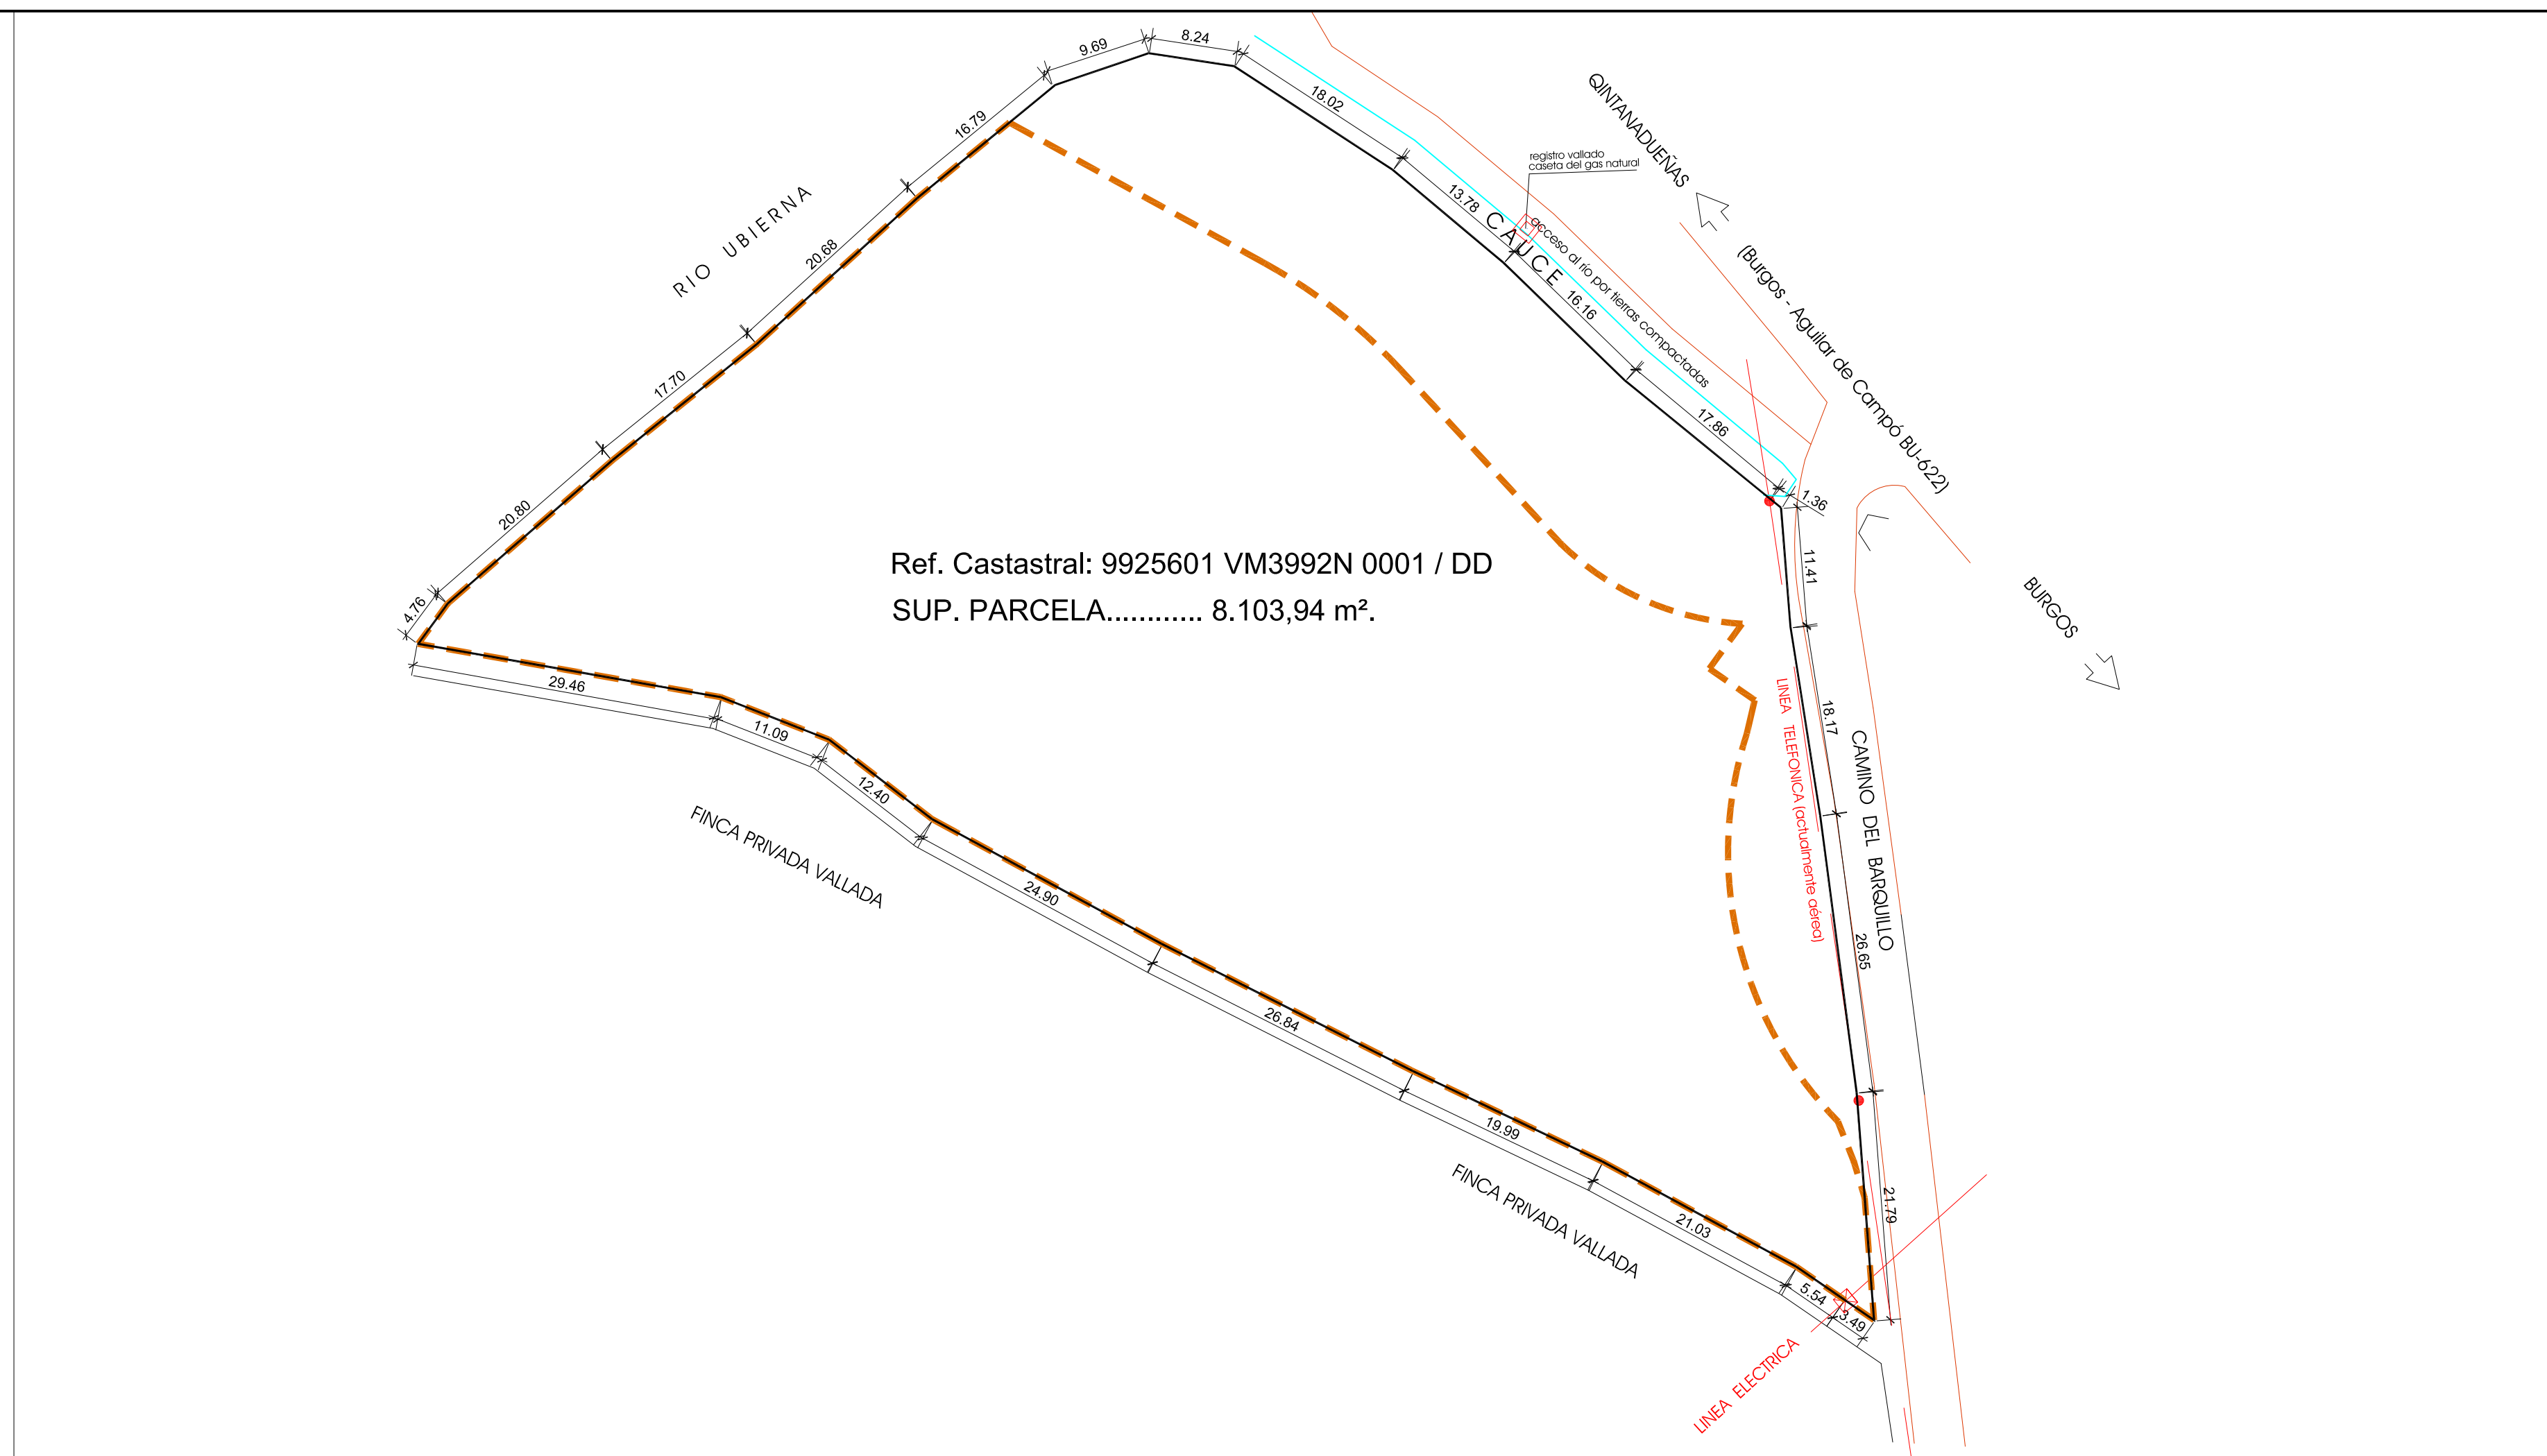 9.69
8.24
18.02
16.79
QINTANADUEÑAS
registro vallado
caseta del gas natural
13.78
CAUCE
acceso al río por tierras compactadas
RIO UBIERNA
20.68
16.16
(Burgos - Aguilar de Campó BU-622)
17.70
17.86
1.36
20.80
11.41
Ref. Castastral: 9925601 VM3992N 0001 / DD
SUP. PARCELA............ 8.103,94 m².
4.76
BURGOS
29.46
11.09
18.17
LINEA TELEFONICA (actualmente aérea)
CAMINO DEL BARQUILLO
12.40
FINCA PRIVADA VALLADA
24.90
26.65
26.84
19.99
FINCA PRIVADA VALLADA
21.03
21.79
5.54
3.49
LINEA ELECTRICA